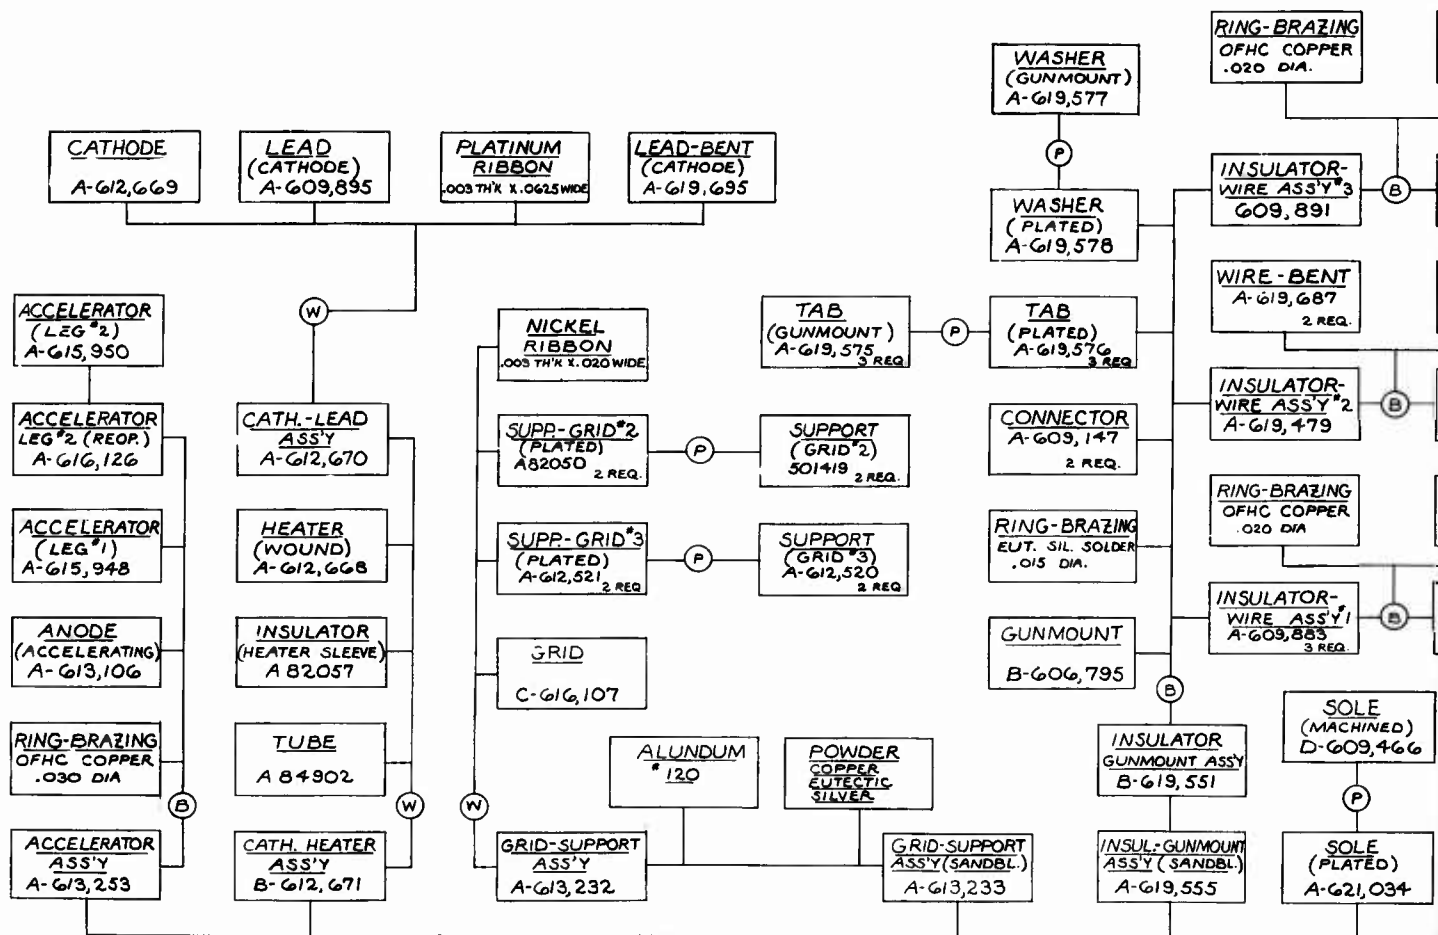 RING-BRAZING
OFHC COPPER
.020 DIA.
WASHER
(GUNMOUNT)
A-619,577
P
CATHODE
A-612,669
LEAD
(CATHODE)
A-609,895
PLATINUM
RIBBON
.003 TH'K X .0625 WIDE
LEAD-BENT
(CATHODE)
A-619,695
WASHER
(PLATED)
A-619,578
INSULATOR-
WIRE ASS'Y #3
609,891
B
WIRE-BENT
A-619,687
2 REQ.
ACCELERATOR
(LEG #2)
A-615,950
W
NICKEL
RIBBON
.003 TH'K X .020 WIDE
TAB
(GUNMOUNT)
A-619,575
3 REQ
P
TAB
(PLATED)
A-619,576
3 REQ
ACCELERATOR
LEG #2 (REOP.)
A-616,126
CATH.-LEAD
ASS'Y
A-612,670
SUPP.-GRID #2
(PLATED)
A82050
2 REQ.
P
SUPPORT
(GRID #2)
501419
2 REQ.
CONNECTOR
A-609,147
2 REQ.
INSULATOR-
WIRE ASS'Y #2
A-619,479
B
ACCELERATOR
(LEG #1)
A-615,948
HEATER
(WOUND)
A-612,668
SUPP.-GRID #3
(PLATED)
A-612,521
2 REQ
P
SUPPORT
(GRID #3)
A-612,520
2 REQ
RING-BRAZING
EUT. SIL. SOLDER
.015 DIA.
RING-BRAZING
OFHC COPPER
.020 DIA
ANODE
(ACCELERATING)
A-613,106
INSULATOR
(HEATER SLEEVE)
A 82057
GRID
C-616,107
GUNMOUNT
B-606,795
INSULATOR-
WIRE ASS'Y #1
A-609,883
3 REQ.
B
B
RING-BRAZING
OFHC COPPER
.030 DIA
TUBE
A 84902
ALUNDUM
#120
POWDER
COPPER
EUTECTIC
SILVER
INSULATOR
GUNMOUNT ASS'Y
B-619,551
SOLE
(MACHINED)
D-609,466
B
W
W
P
ACCELERATOR
ASS'Y
A-613,253
CATH. HEATER
ASS'Y
B-612,671
GRID-SUPPORT
ASS'Y
A-613,232
GRID-SUPPORT
ASS'Y (SANDBL.)
A-613,233
INSUL.-GUNMOUNT
ASS'Y (SANDBL.)
A-619,555
SOLE
(PLATED)
A-621,034